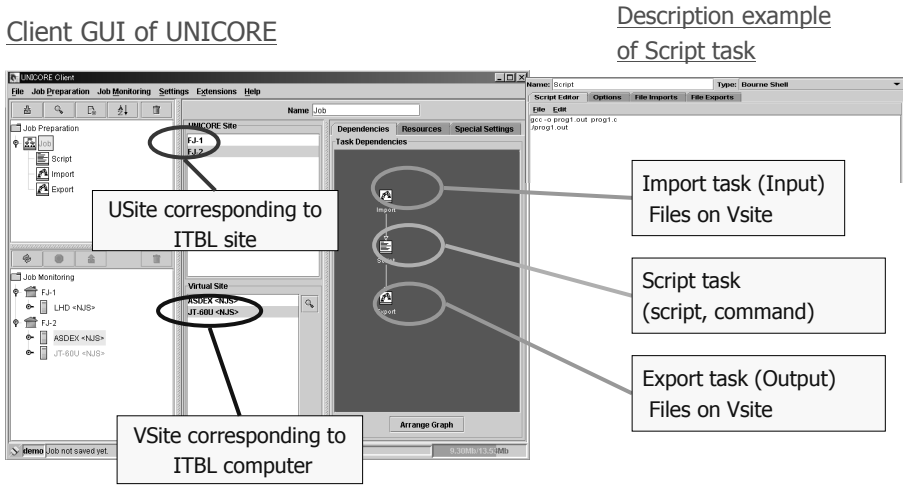 Client GUI of UNICORE
Description example
of Script task
UNICORE Client
File Job Preparation Job Monitoring Settings Extensions Help
Name Job
Job Preparation
Job
Script
Import
Export
UNICORE Site
FJ-1
FJ-2
Dependencies Resources Special Settings
Task Dependencies
Import
Script
Export
USite corresponding to
ITBL site
Job Monitoring
FJ-1
LHD <NJS>
FJ-2
ASDEX <NJS>
JT-60U <NJS>
Virtual Site
ASDEX <NJS>
JT-60U <NJS>
Arrange Graph
VSite corresponding to
ITBL computer
demo Job not saved yet.
9.30Mb/13.63Mb
Name: Script Type: Bourne Shell
Script Editor Options File Imports File Exports
File Edit
gcc -o prog1.out prog1.c
./prog1.out
Import task (Input)
Files on Vsite
Script task
(script, command)
Export task (Output)
Files on Vsite